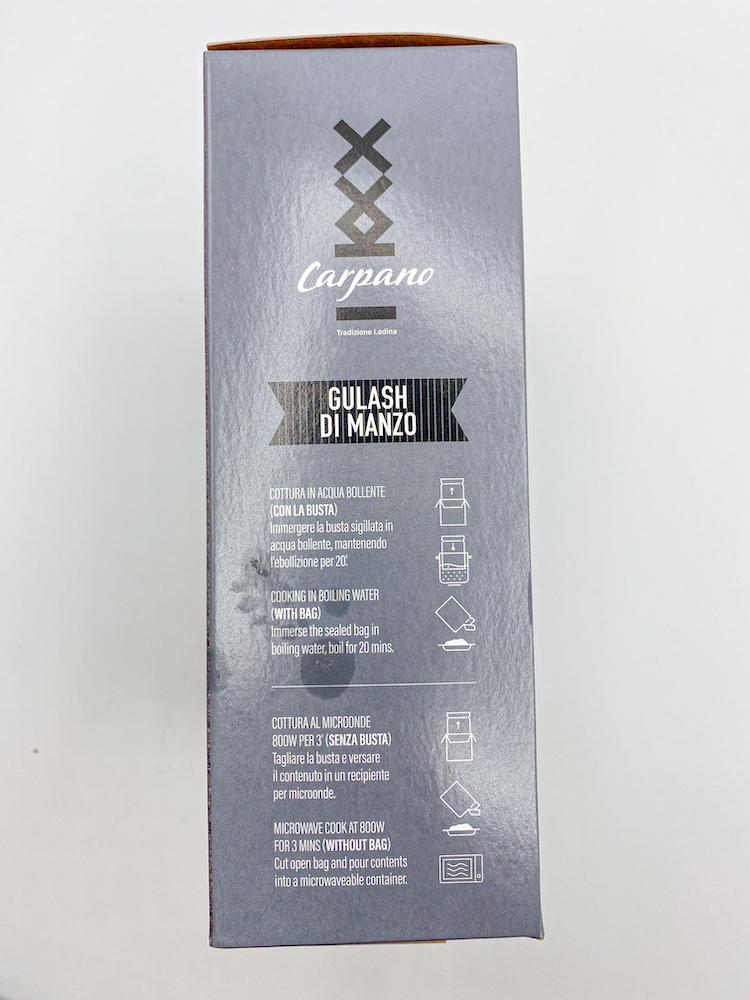 Carpano
Tradizione Ladina
GULASH
DI MANZO
COTTURA IN ACQUA BOLLENTE
(CON LA BUSTA)
Immergere la busta sigillata in
acqua bollente, mantenendo
l'ebollizione per 20'.
COOKING IN BOILING WATER
(WITH BAG)
Immerse the sealed bag in
boiling water, boil for 20 mins.
COTTURA AL MICROONDE
800W PER 3' (SENZA BUSTA)
Tagliare la busta e versare
il contenuto in un recipiente
per microonde.
MICROWAVE COOK AT 800W
FOR 3 MINS (WITHOUT BAG)
Cut open bag and pour contents
into a microwaveable container.